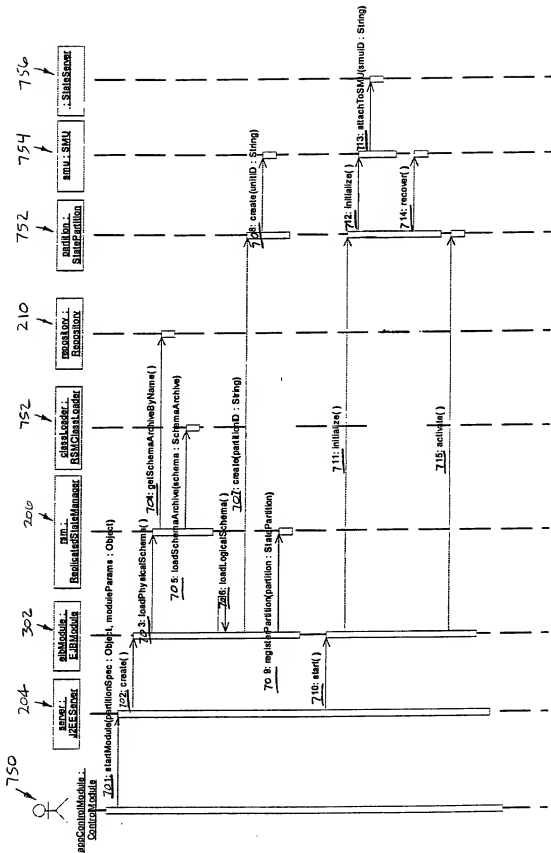 750
204
302
206
752
210
752
754
756
appControlModule :
ControlModule
server :
J2EEServer
ejbModule :
EJBModule
rsm :
ReplicatedStateManager
classLoader :
RSMClassLoader
repository :
Repository
partition :
StatePartition
smu : SMU
: StateServer
701: startModule(partitionSpec : Object, moduleParams : Object)
702: create( )
703: loadPhysicalSchema( )
704: getSchemaArchiveByName( )
705: loadSchemaArchive(schema : SchemaArchive)
706: loadLogicalSchema( )
707: create(partitionID : String)
708: create(unitID : String)
709: registerPartition(partition : StatePartition)
710: start( )
711: initialize( )
712: initialize( )
713: attachToSMU(smuID : String)
714: recover( )
715: activate( )